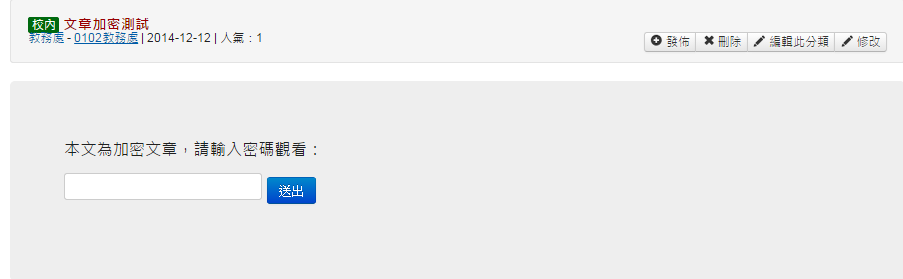 校內 文章加密測試
教務處 - 0102教務處 | 2014-12-12 | 人氣：1
發佈 刪除 編輯此分類 修改
本文為加密文章，請輸入密碼觀看：
送出